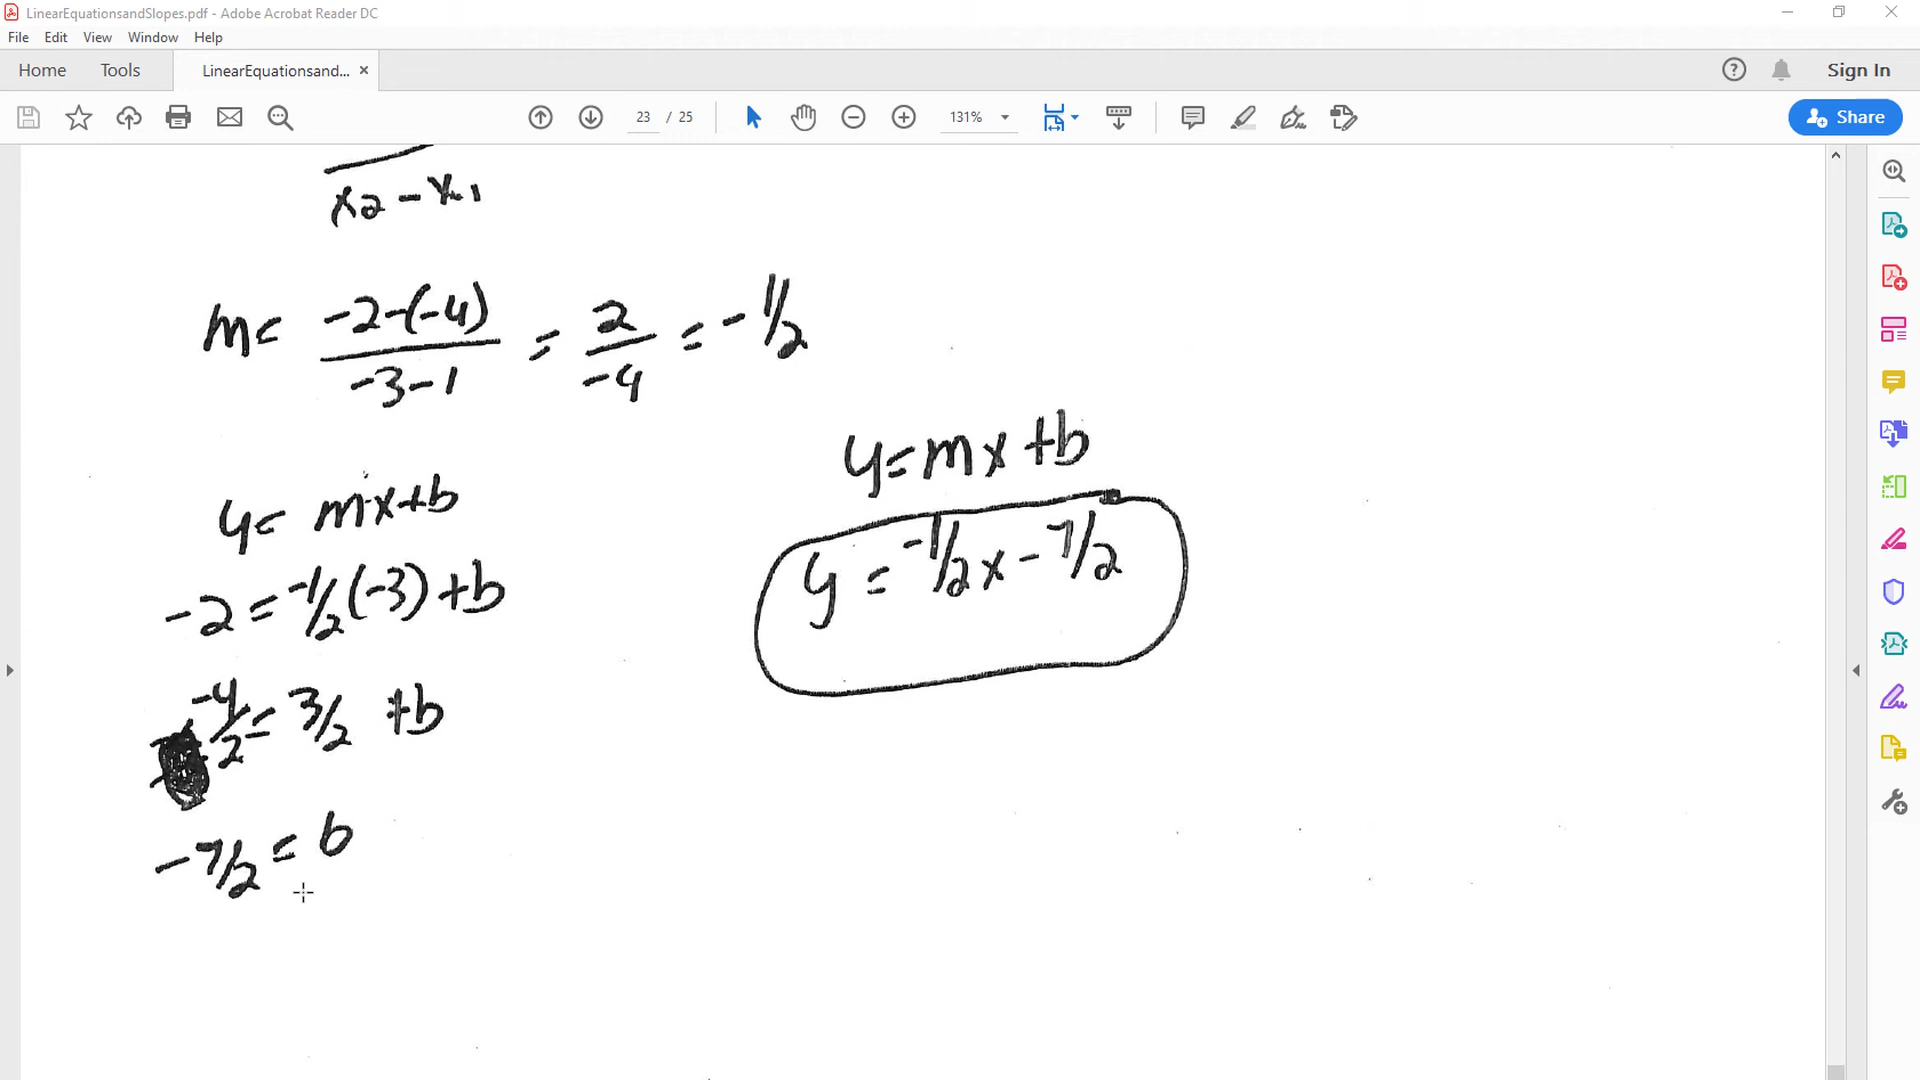 LinearEquationsandSlopes.pdf - Adobe Acrobat Reader DC
File Edit View Window Help
Home Tools LinearEquationsand... × Sign In
23 / 25 131% Share
x2 - x1
m= -2-(-4)/-3-1 = 2/-4 = -1/2
y=mx+b
y = -1/2x - 7/2
y= mx+b
-2 = -1/2(-3) +b
-4/2 = 3/2 +b
-7/2 = b